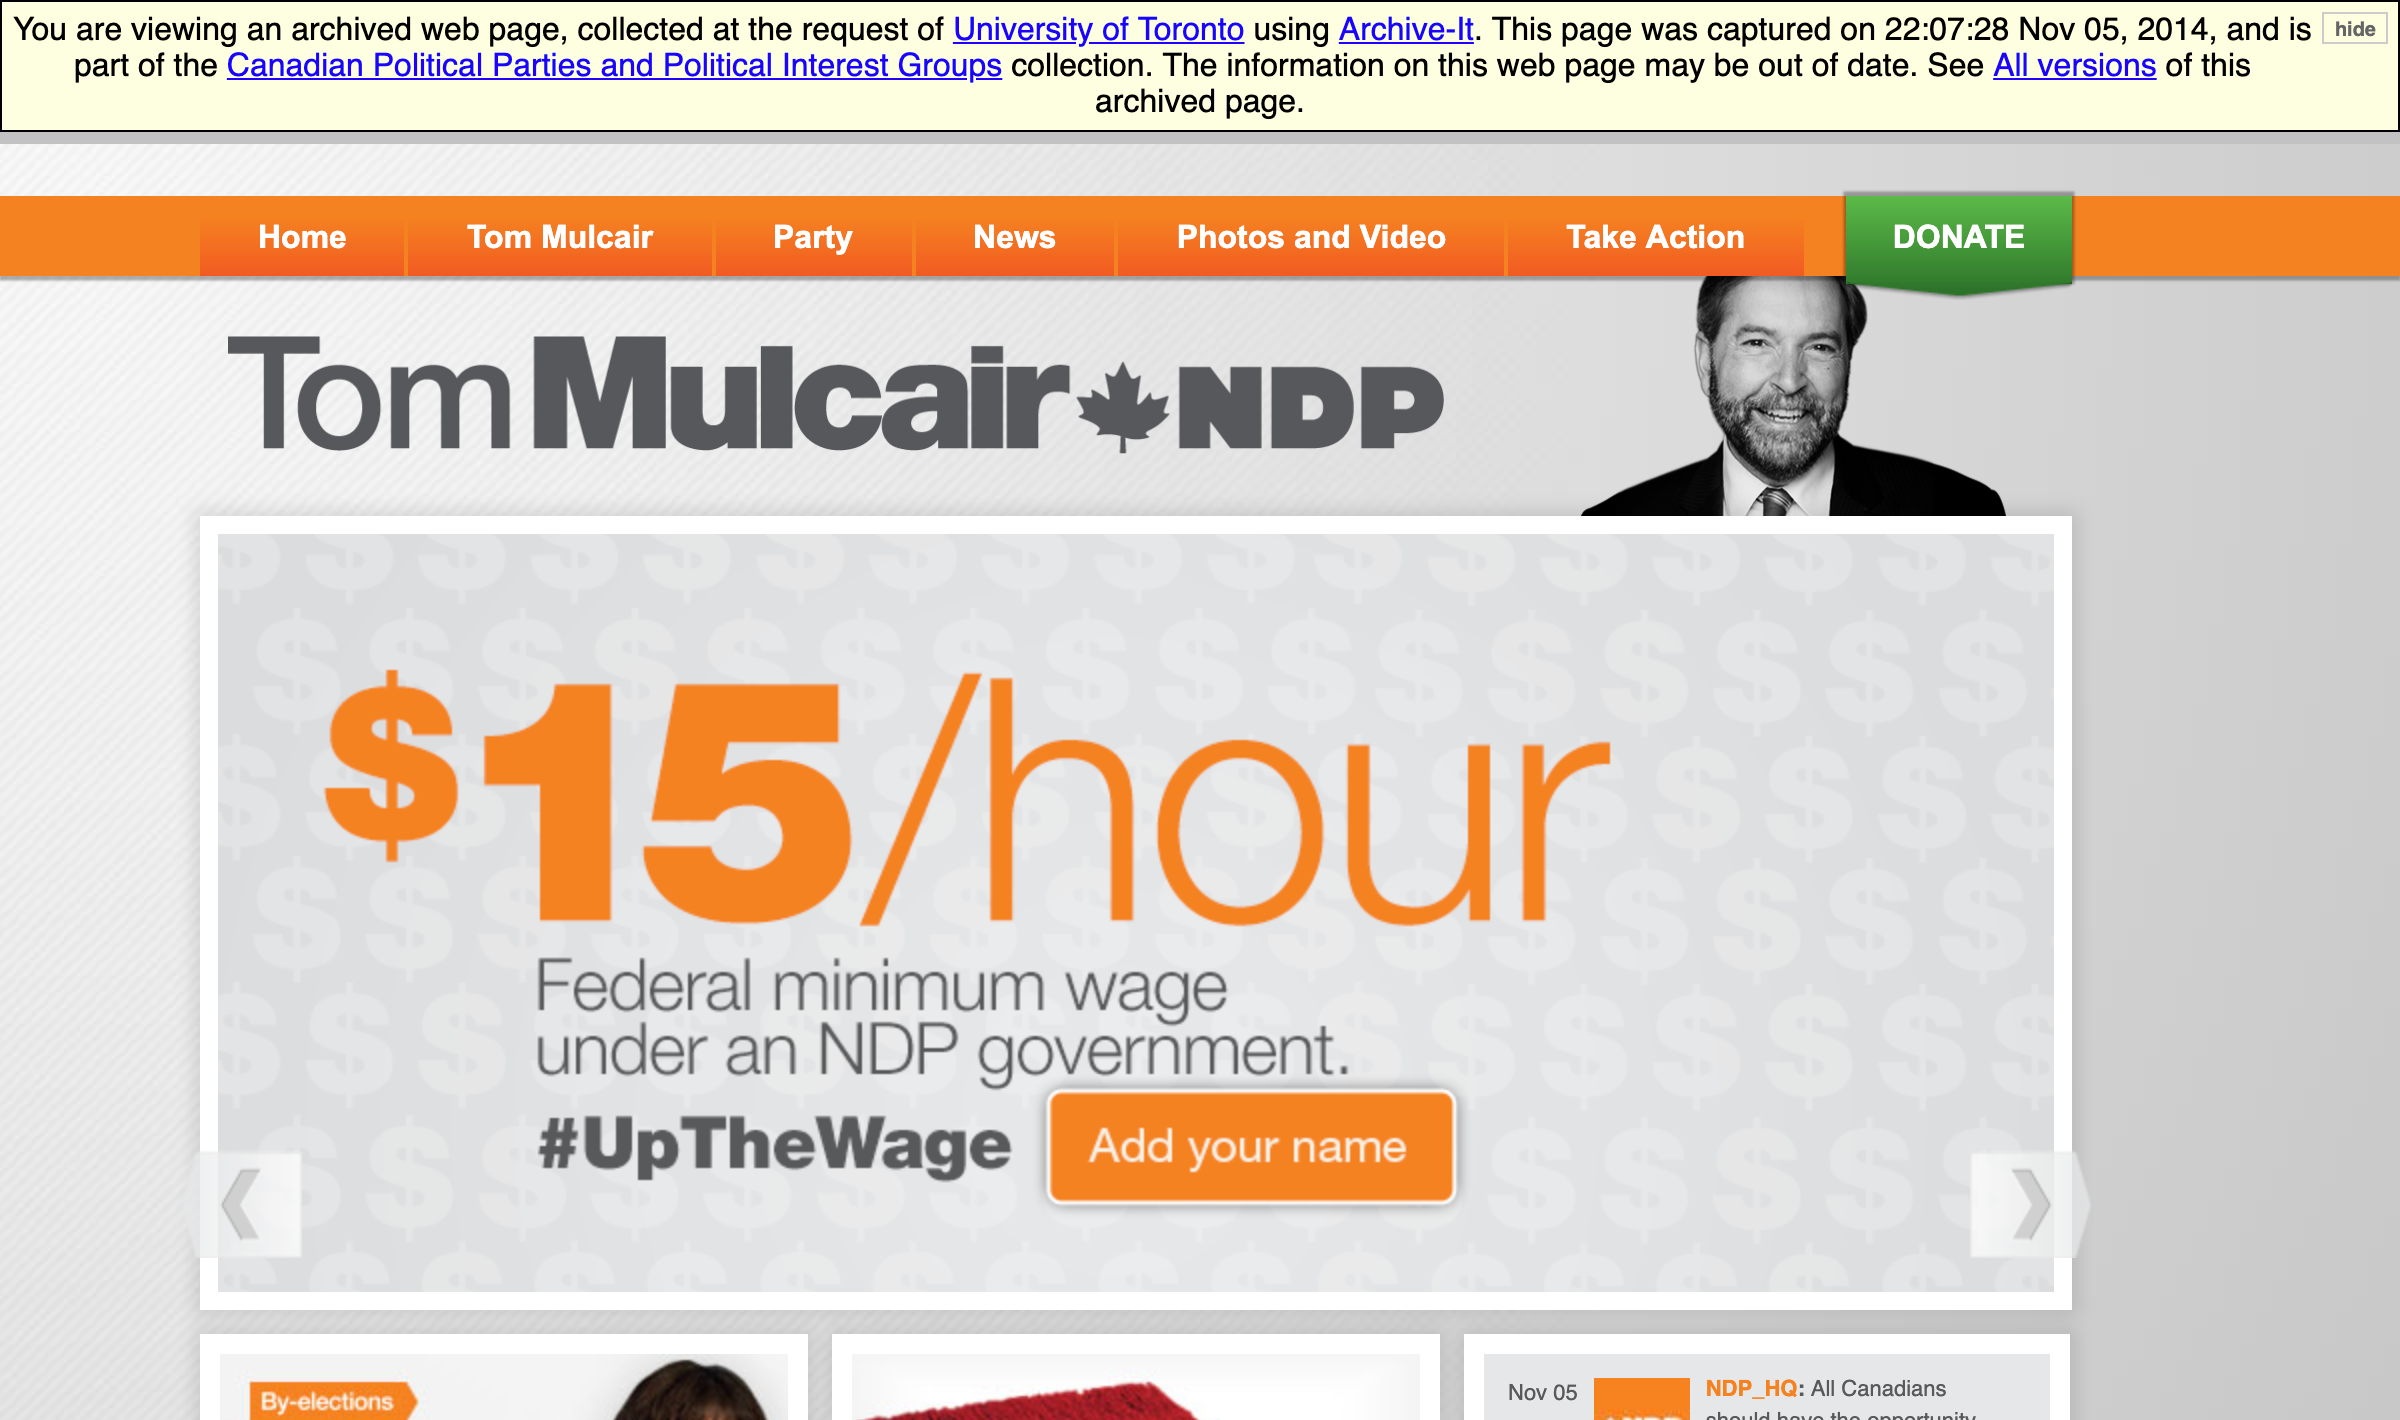 You are viewing an archived web page, collected at the request of University of Toronto using Archive-It. This page was captured on 22:07:28 Nov 05, 2014, and is
hide
part of the Canadian Political Parties and Political Interest Groups collection. The information on this web page may be out of date. See All versions of this
archived page.
Home
Tom Mulcair
Party
News
Photos and Video
Take Action
DONATE
Tom Mulcair NDP
$15/hour
Federal minimum wage
under an NDP government.
#UpTheWage
Add your name
By-elections
Nov 05
NDP_HQ: All Canadians
should have the opportunity